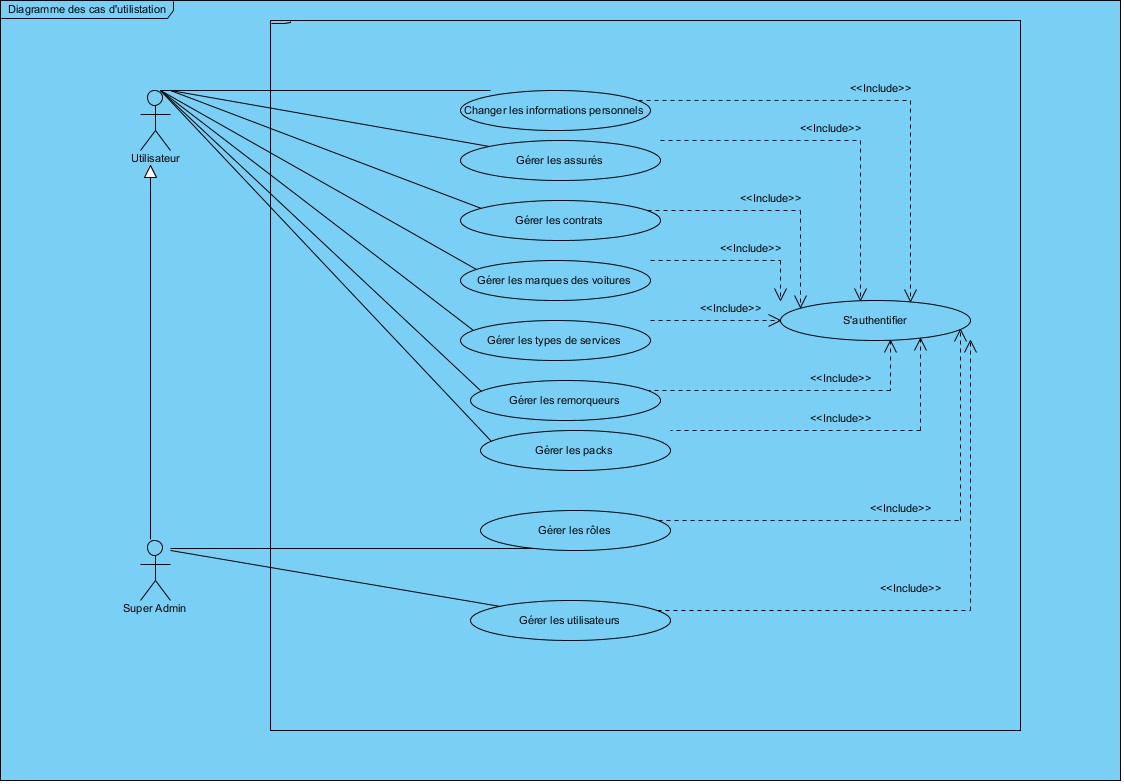 Diagramme des cas d'utilistation
<<Include>>
Changer les informations personnels
<<Include>>
Utilisateur
Gérer les assurés
<<Include>>
Gérer les contrats
<<Include>>
Gérer les marques des voitures
<<Include>>
S'authentifier
Gérer les types de services
<<Include>>
Gérer les remorqueurs
<<Include>>
Gérer les packs
<<Include>>
Gérer les rôles
<<Include>>
Super Admin
Gérer les utilisateurs